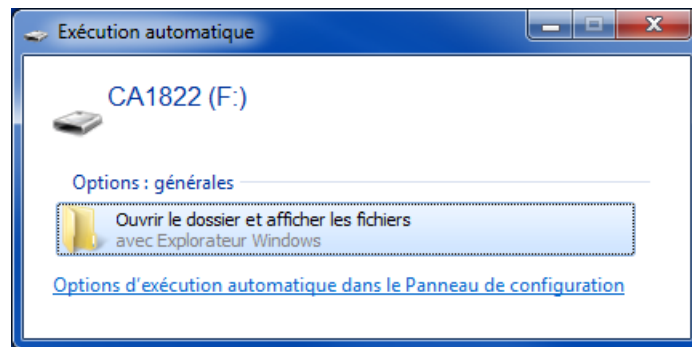 Exécution automatique
CA1822 (F:)
Options : générales
Ouvrir le dossier et afficher les fichiers
avec Explorateur Windows
Options d'exécution automatique dans le Panneau de configuration